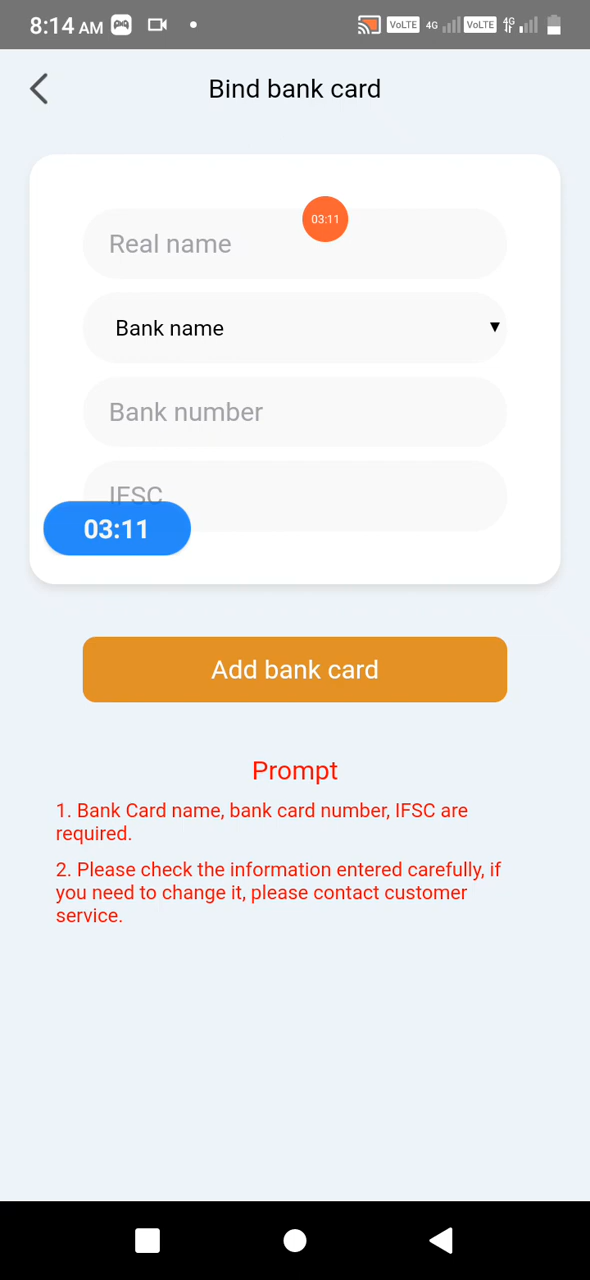 8:14 AM VoLTE 4G VoLTE 4G
Bind bank card
03:11
Real name
Bank name
Bank number
IFSC
03:11
Add bank card
Prompt
1. Bank Card name, bank card number, IFSC are
required.
2. Please check the information entered carefully, if
you need to change it, please contact customer
service.